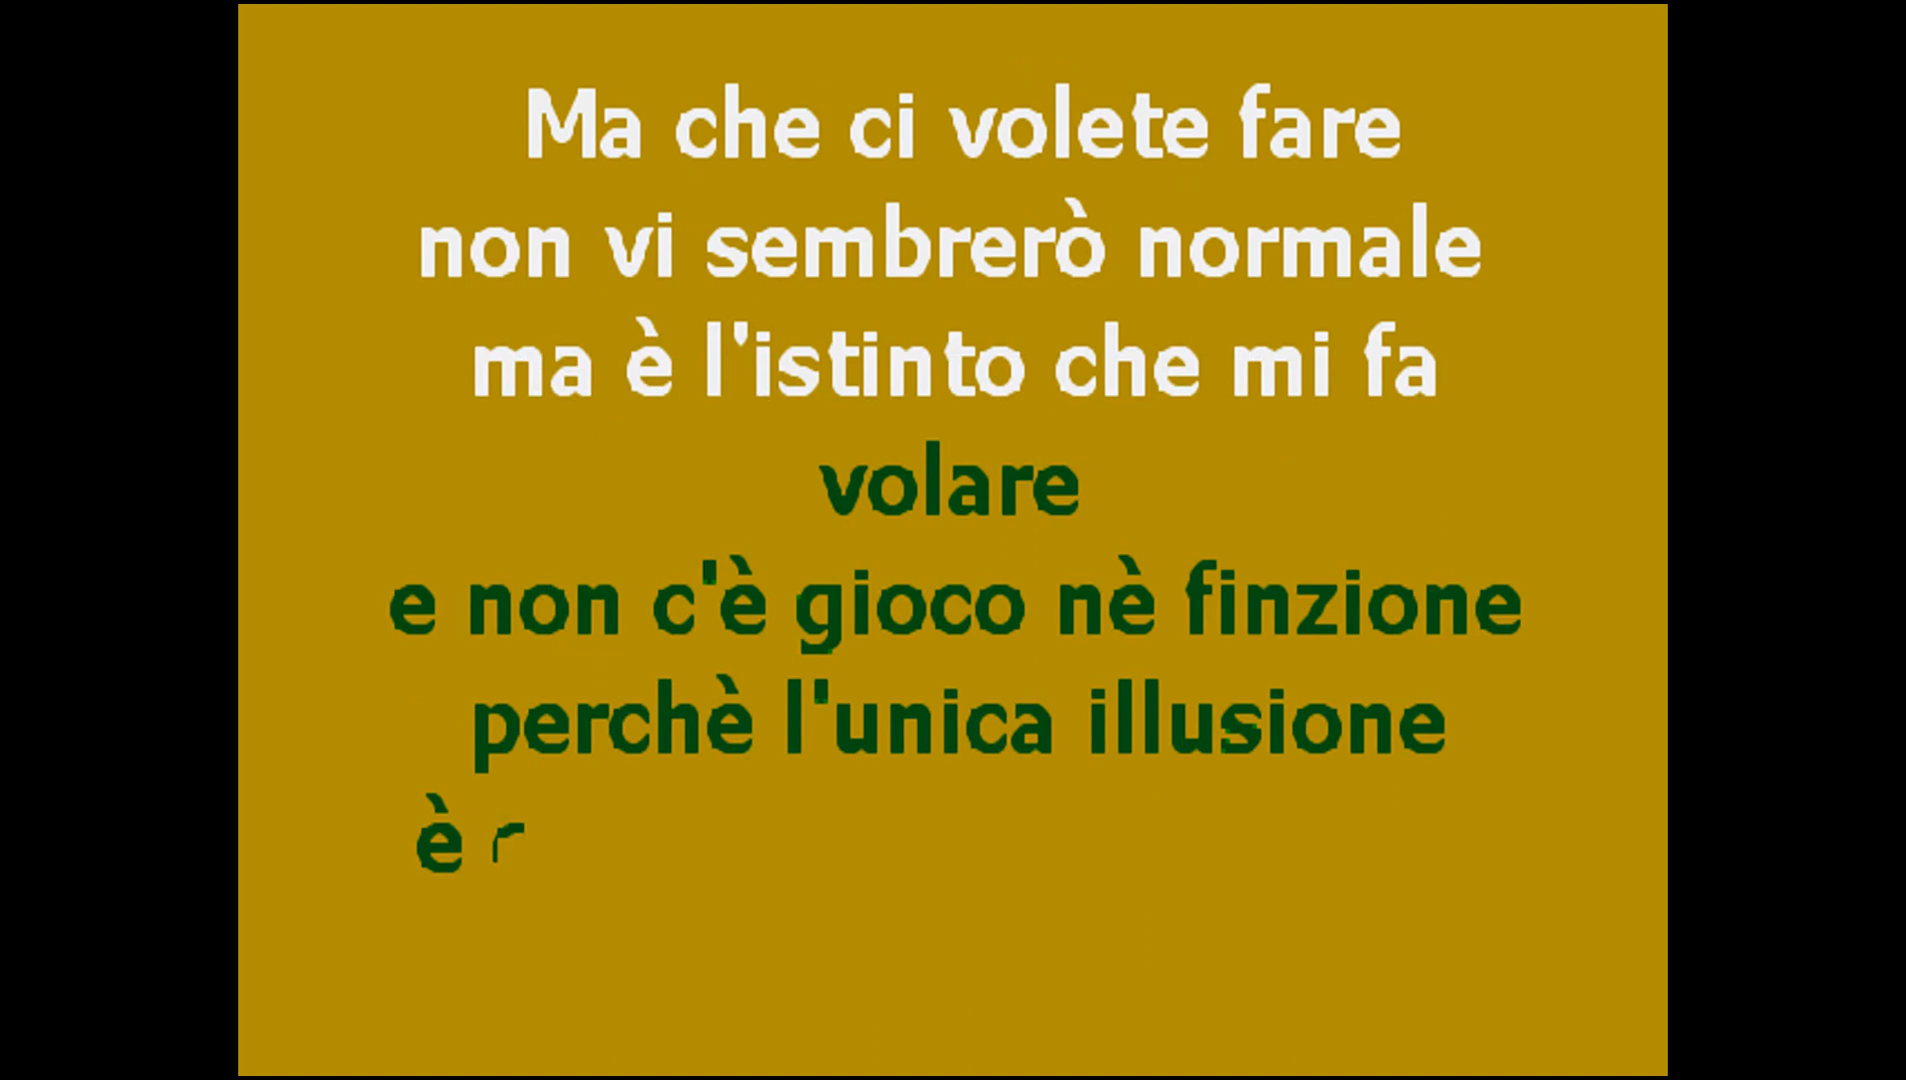 Ma che ci volete fare
non vi sembrerò normale
ma è l'istinto che mi fa
volare
e non c'è gioco nè finzione
perchè l'unica illusione
è